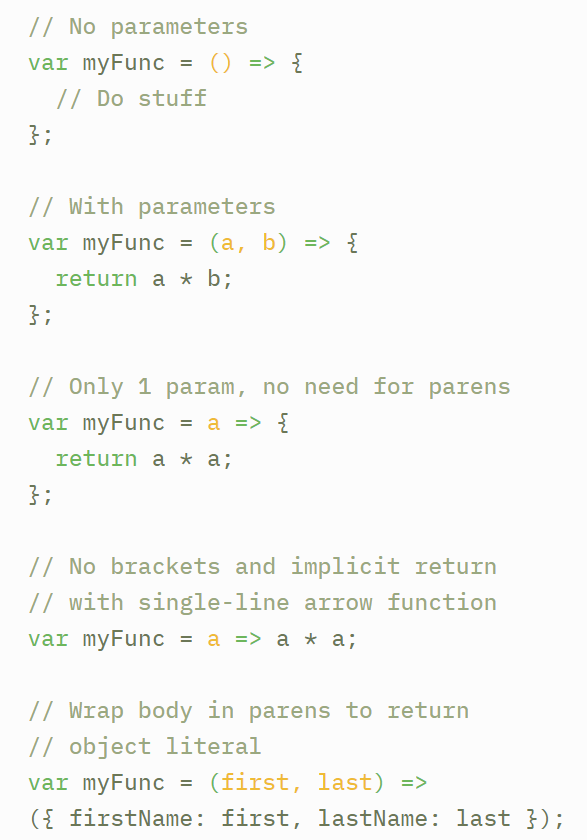 // No parameters
var myFunc = () => {
  // Do stuff
};

// With parameters
var myFunc = (a, b) => {
  return a * b;
};

// Only 1 param, no need for parens
var myFunc = a => {
  return a * a;
};

// No brackets and implicit return
// with single-line arrow function
var myFunc = a => a * a;

// Wrap body in parens to return
// object literal
var myFunc = (first, last) =>
({ firstName: first, lastName: last });